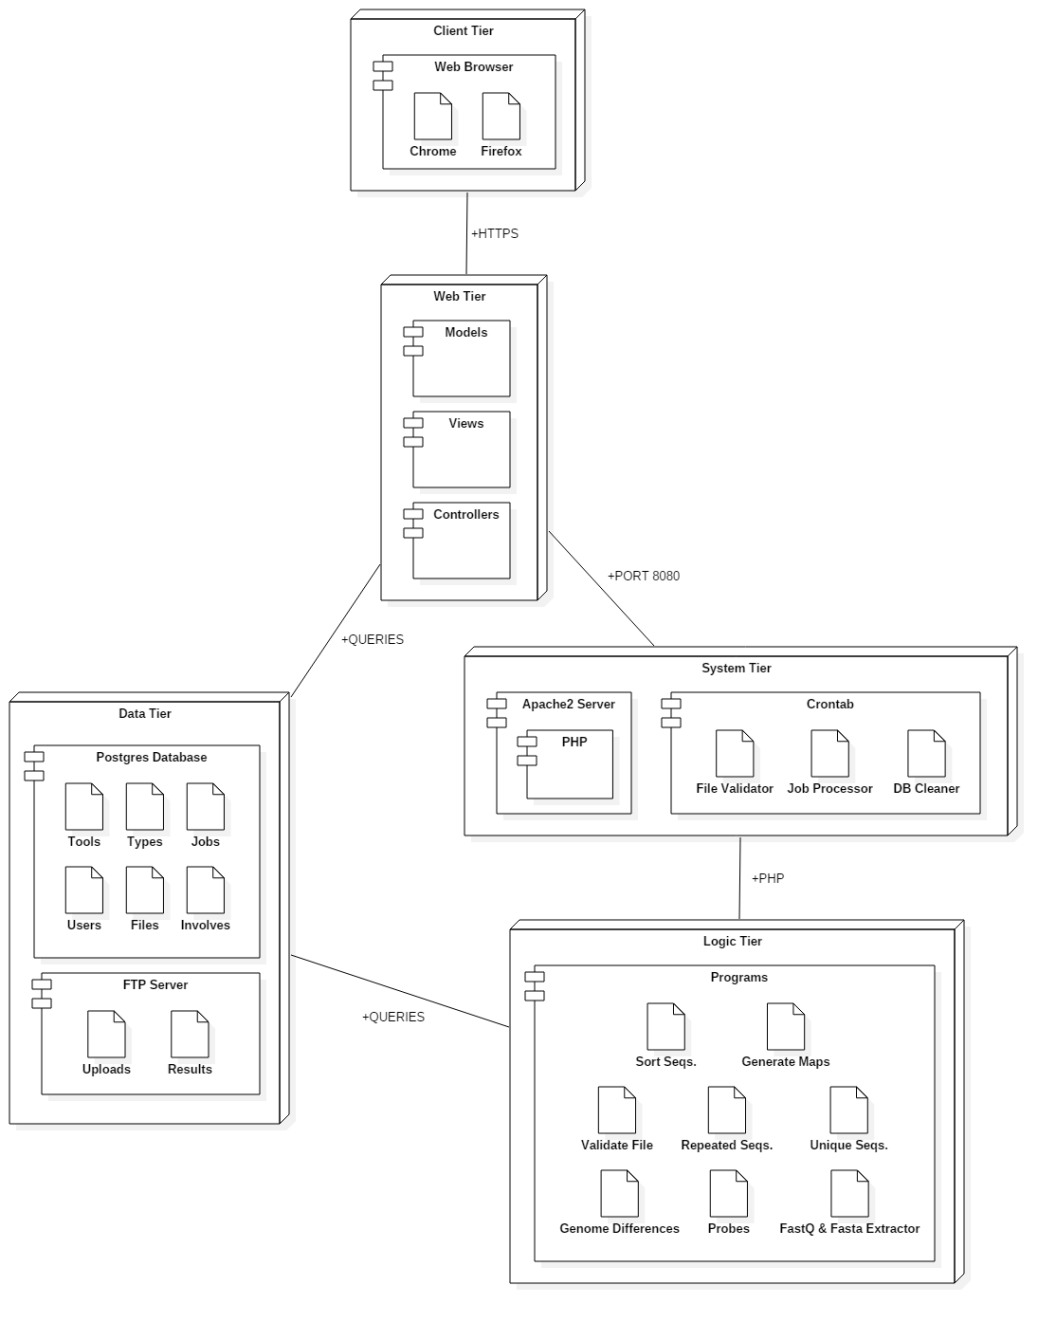 Client Tier
Web Browser
Chrome
Firefox
+HTTPS
Web Tier
Models
Views
Controllers
+PORT 8080
+QUERIES
System Tier
Apache2 Server
PHP
Crontab
File Validator
Job Processor
DB Cleaner
Data Tier
Postgres Database
Tools
Types
Jobs
Users
Files
Involves
FTP Server
Uploads
Results
+PHP
+QUERIES
Logic Tier
Programs
Sort Seqs.
Generate Maps
Validate File
Repeated Seqs.
Unique Seqs.
Genome Differences
Probes
FastQ & Fasta Extractor